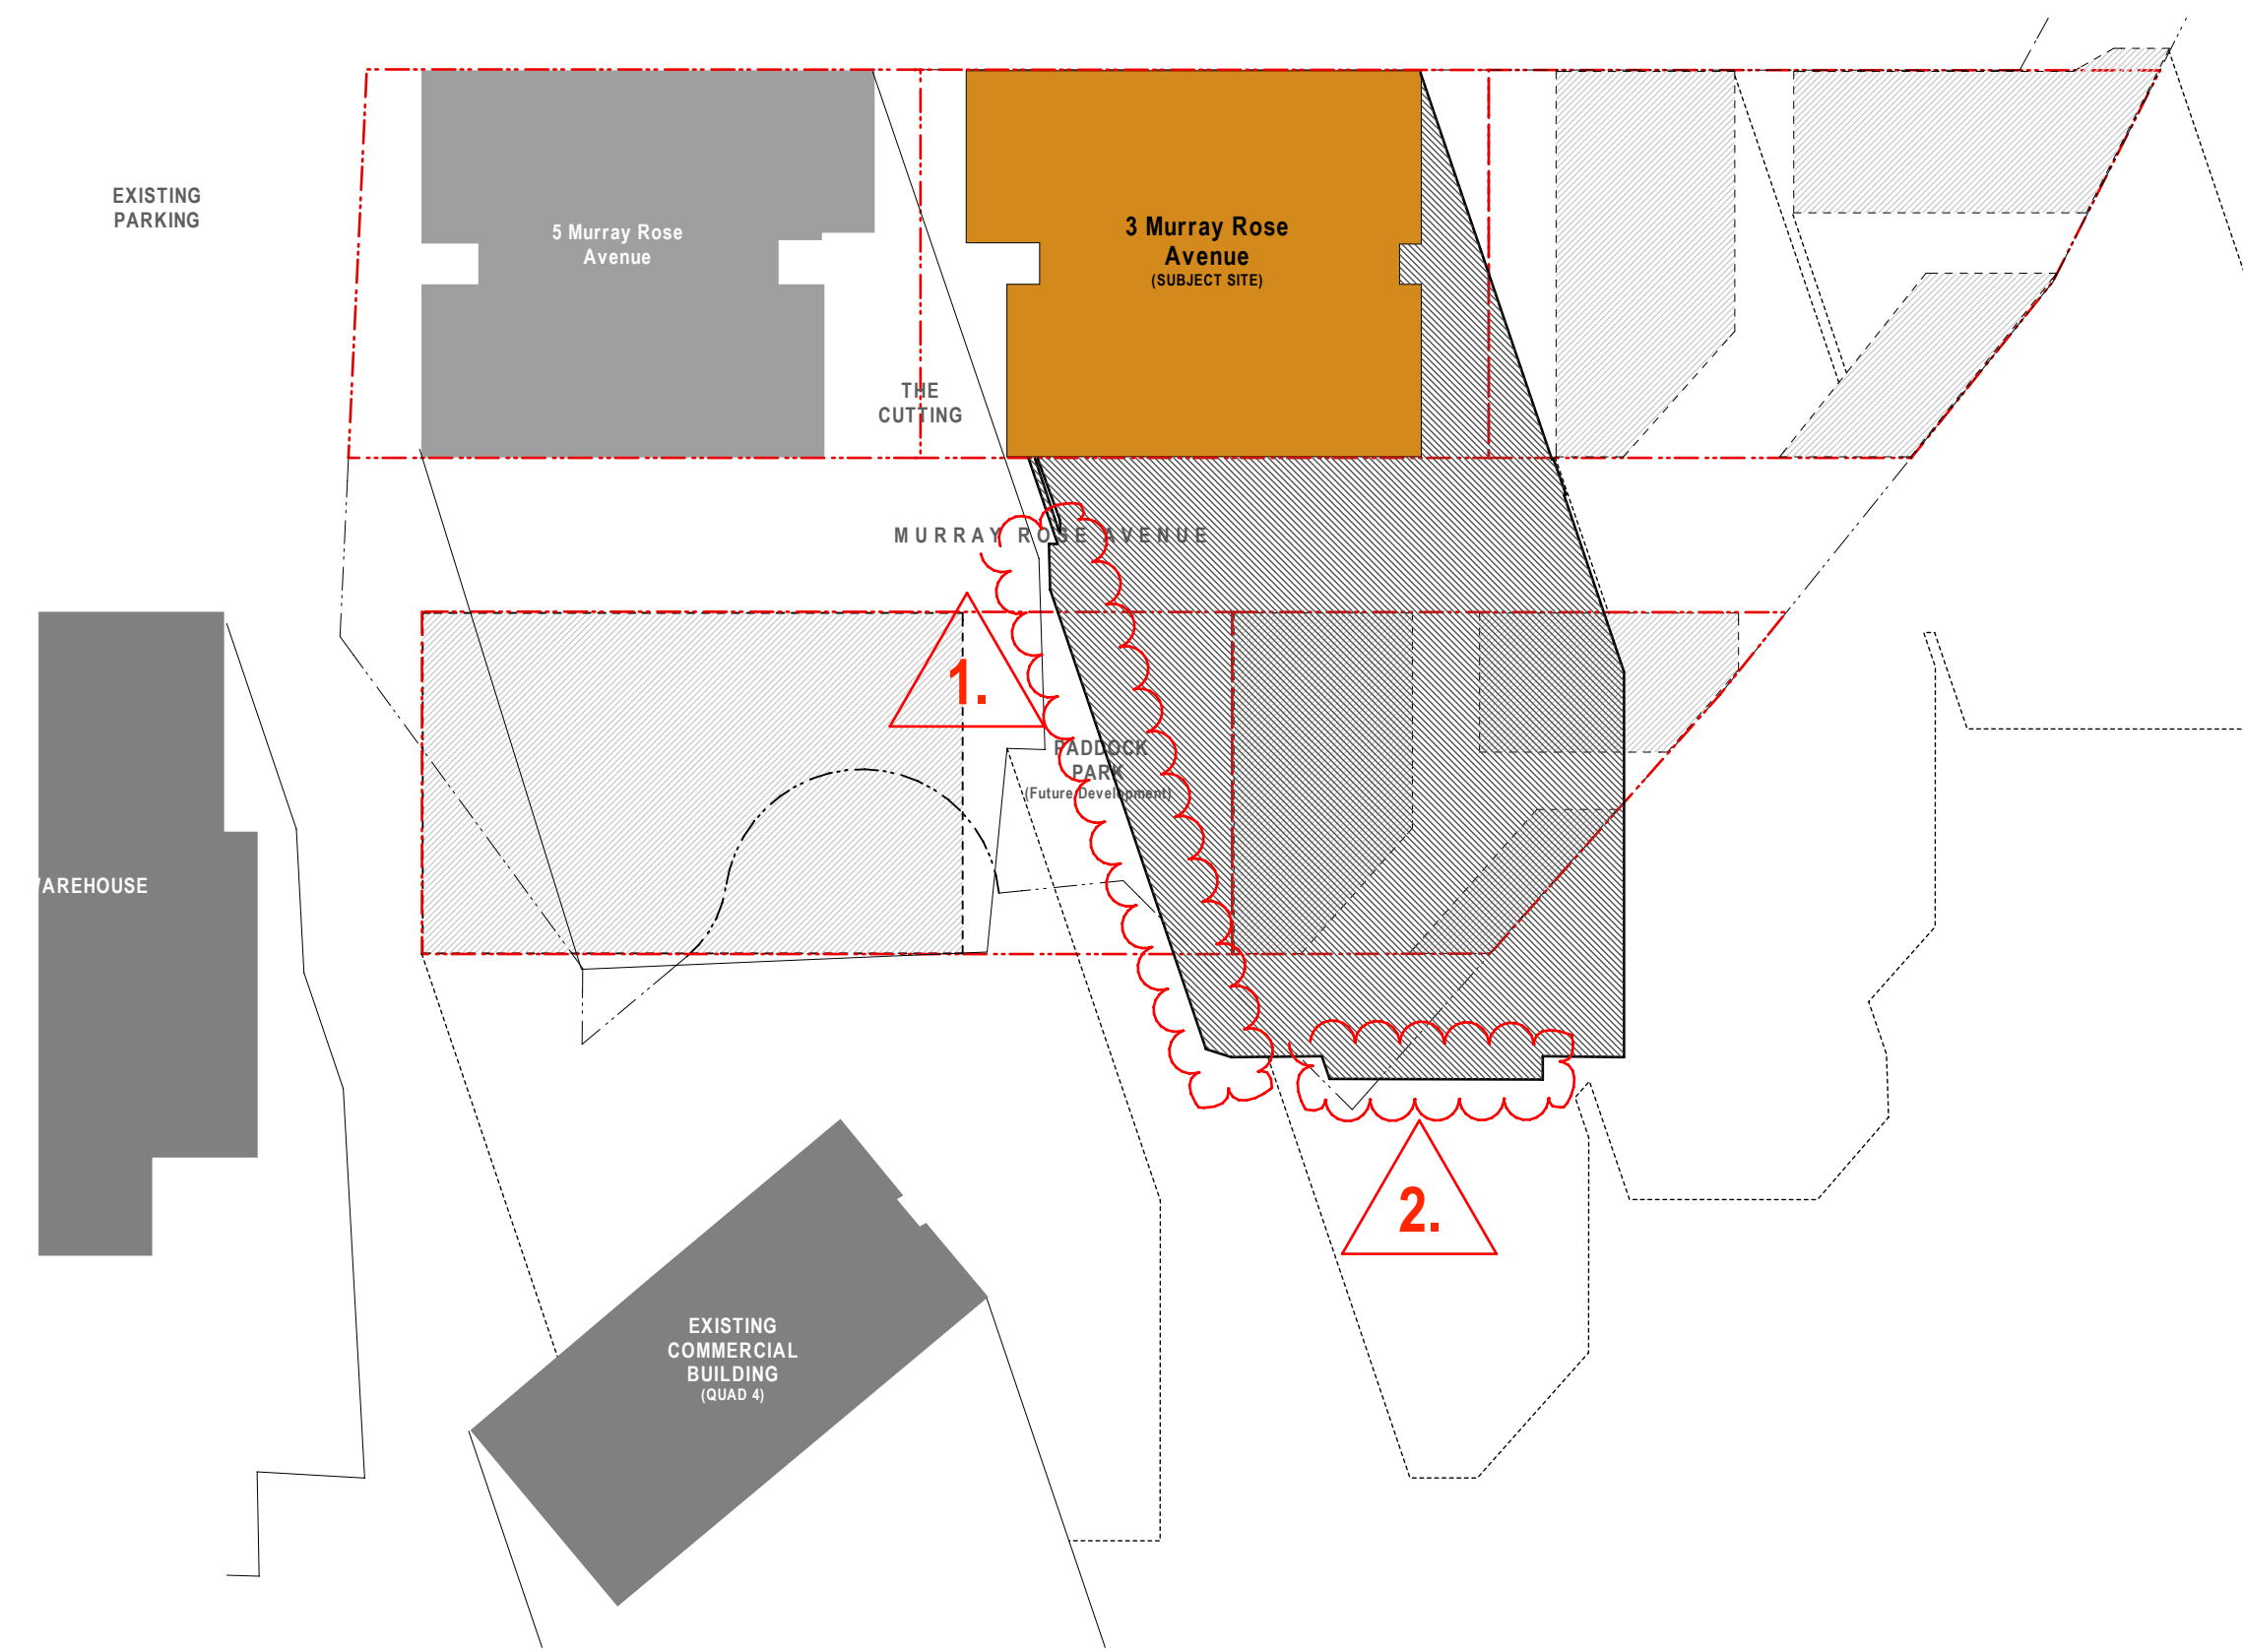 EXISTING
PARKING
5 Murray Rose
Avenue
3 Murray Rose
Avenue
(SUBJECT SITE)
THE
CUTTING
MURRAY ROSE AVENUE
1.
PADDOCK
PARK
(Future Development)
AREHOUSE
2.
EXISTING
COMMERCIAL
BUILDING
(QUAD 4)